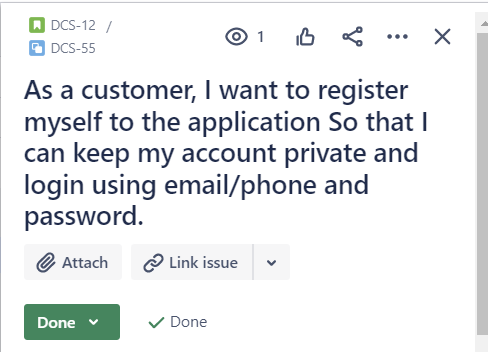 DCS-12 /
DCS-55
1
As a customer, I want to register
myself to the application So that I
can keep my account private and
login using email/phone and
password.
Attach
Link issue
Done
Done